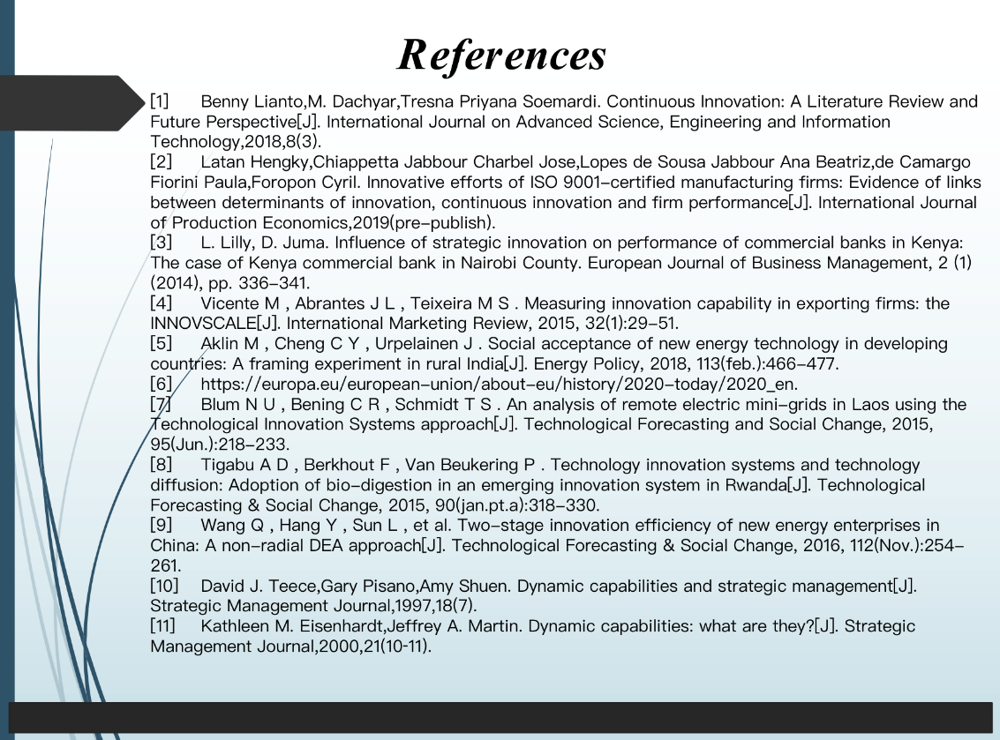 References
[1] Benny Lianto,M. Dachyar,Tresna Priyana Soemardi. Continuous Innovation: A Literature Review and
Future Perspective[J]. International Journal on Advanced Science, Engineering and Information
Technology,2018,8(3).
[2] Latan Hengky,Chiappetta Jabbour Charbel Jose,Lopes de Sousa Jabbour Ana Beatriz,de Camargo
Fiorini Paula,Foropon Cyril. Innovative efforts of ISO 9001–certified manufacturing firms: Evidence of links
between determinants of innovation, continuous innovation and firm performance[J]. International Journal
of Production Economics,2019(pre–publish).
[3] L. Lilly, D. Juma. Influence of strategic innovation on performance of commercial banks in Kenya:
The case of Kenya commercial bank in Nairobi County. European Journal of Business Management, 2 (1)
(2014), pp. 336–341.
[4] Vicente M , Abrantes J L , Teixeira M S . Measuring innovation capability in exporting firms: the
INNOVSCALE[J]. International Marketing Review, 2015, 32(1):29–51.
[5] Aklin M , Cheng C Y , Urpelainen J . Social acceptance of new energy technology in developing
countries: A framing experiment in rural India[J]. Energy Policy, 2018, 113(feb.):466–477.
[6] https://europa.eu/european–union/about–eu/history/2020–today/2020_en.
[7] Blum N U , Bening C R , Schmidt T S . An analysis of remote electric mini–grids in Laos using the
Technological Innovation Systems approach[J]. Technological Forecasting and Social Change, 2015,
95(Jun.):218–233.
[8] Tigabu A D , Berkhout F , Van Beukering P . Technology innovation systems and technology
diffusion: Adoption of bio–digestion in an emerging innovation system in Rwanda[J]. Technological
Forecasting & Social Change, 2015, 90(jan.pt.a):318–330.
[9] Wang Q , Hang Y , Sun L , et al. Two–stage innovation efficiency of new energy enterprises in
China: A non–radial DEA approach[J]. Technological Forecasting & Social Change, 2016, 112(Nov.):254–
261.
[10] David J. Teece,Gary Pisano,Amy Shuen. Dynamic capabilities and strategic management[J].
Strategic Management Journal,1997,18(7).
[11] Kathleen M. Eisenhardt,Jeffrey A. Martin. Dynamic capabilities: what are they?[J]. Strategic
Management Journal,2000,21(10-11).